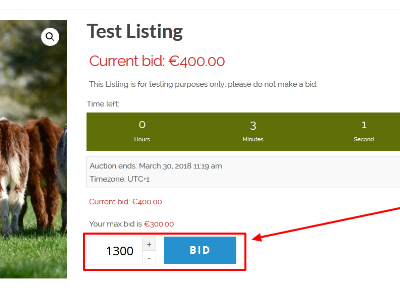 Test Listing
Current bid: €400.00
This Listing is for testing purposes only, please do not make a bid
Time left:
0 3 1
Hours Minutes Second
Auction ends: March 30, 2018 11:19 am
Timezone: UTC+1
Current bid: €400.00
Your max bid is €300.00
1300 + - BID